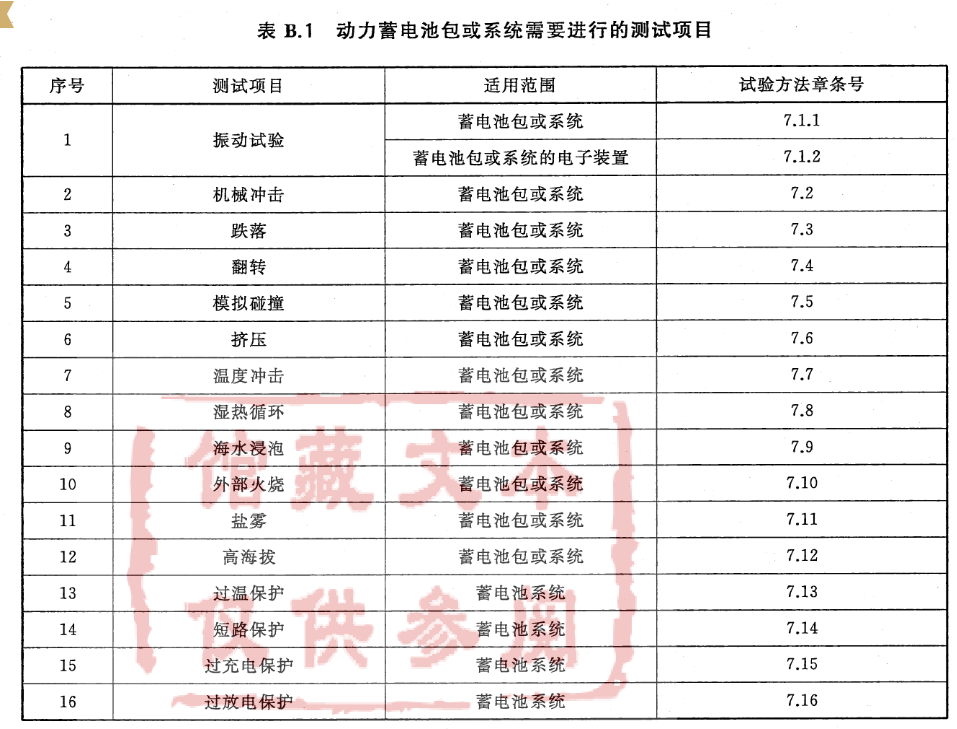 表 B.1 动力蓄电池包或系统需要进行的测试项目
序号 测试项目 适用范围 试验方法章条号
1 振动试验 蓄电池包或系统 7.1.1
蓄电池包或系统的电子装置 7.1.2
2 机械冲击 蓄电池包或系统 7.2
3 跌落 蓄电池包或系统 7.3
4 翻转 蓄电池包或系统 7.4
5 模拟碰撞 蓄电池包或系统 7.5
6 挤压 蓄电池包或系统 7.6
7 温度冲击 蓄电池包或系统 7.7
8 湿热循环 蓄电池包或系统 7.8
9 海水浸泡 蓄电池包或系统 7.9
10 外部火烧 蓄电池包或系统 7.10
11 盐雾 蓄电池包或系统 7.11
12 高海拔 蓄电池包或系统 7.12
13 过温保护 蓄电池系统 7.13
14 短路保护 蓄电池系统 7.14
15 过充电保护 蓄电池系统 7.15
16 过放电保护 蓄电池系统 7.16
馆藏文本
仅供参阅